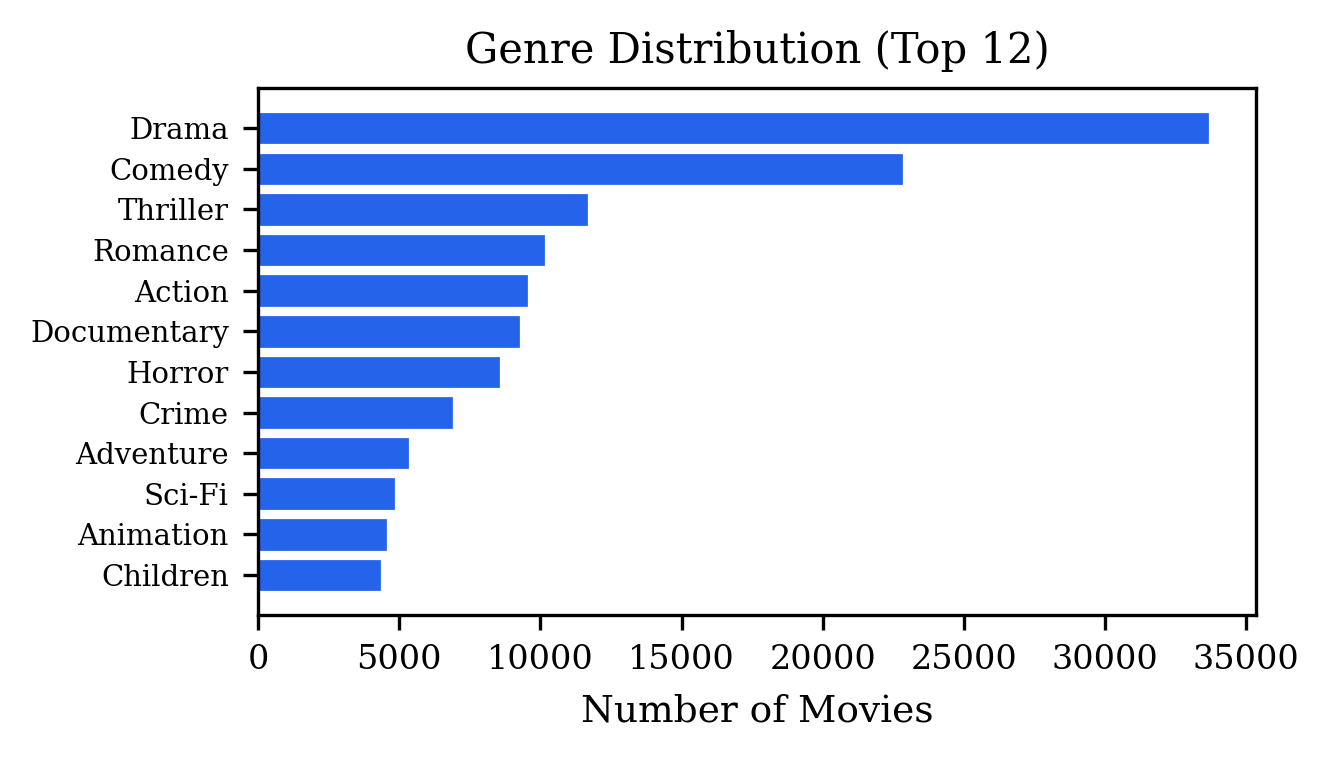 Genre Distribution (Top 12)
Drama
Comedy
Thriller
Romance
Action
Documentary
Horror
Crime
Adventure
Sci-Fi
Animation
Children
0 5000 10000 15000 20000 25000 30000 35000
Number of Movies